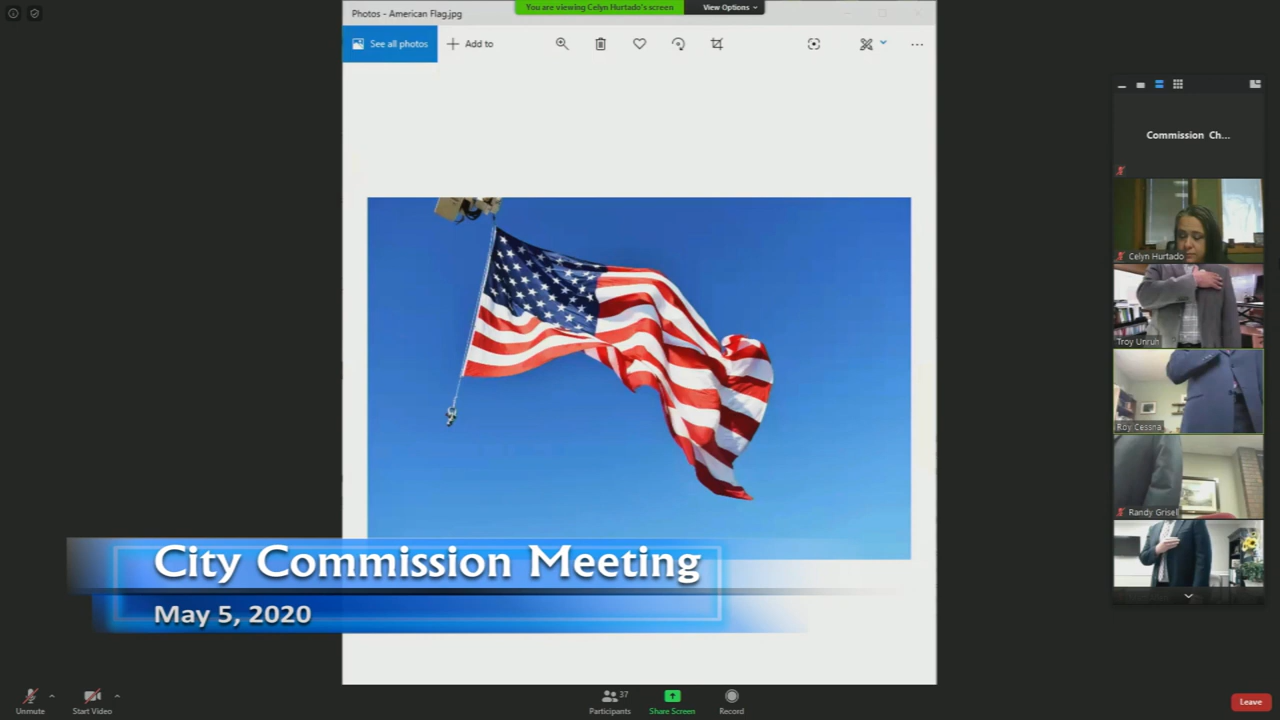 Photos - American Flag.jpg
You are viewing Celyn Hurtado's screen
View Options
See all photos
Add to
Commission Ch...
Celyn Hurtado
Troy Unruh
Roy Cessna
Randy Grisell
City Commission Meeting
May 5, 2020
Unmute
Start Video
37
Participants
Share Screen
Record
Leave